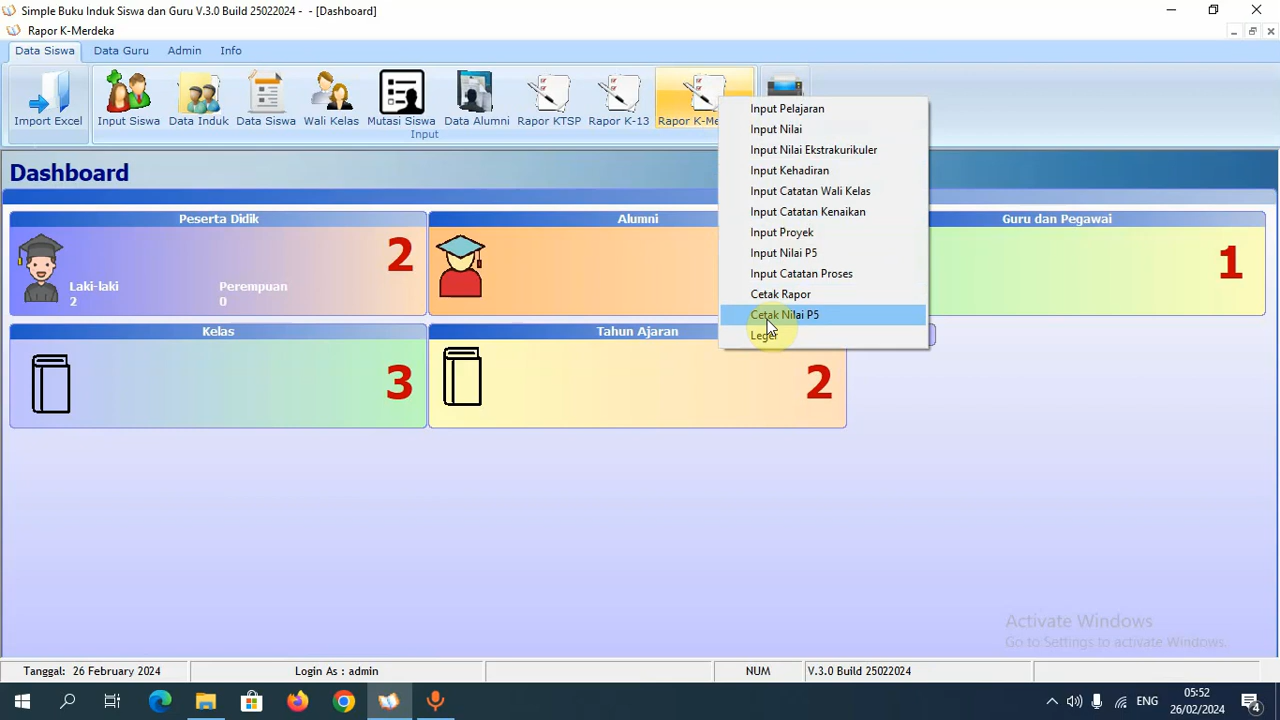 Simple Buku Induk Siswa dan Guru V.3.0 Build 25022024 - - [Dashboard]
Rapor K-Merdeka
Data Siswa Data Guru Admin Info
Import Excel Input Siswa Data Induk Data Siswa Wali Kelas Mutasi Siswa Data Alumni Rapor KTSP Rapor K-13 Rapor K-Me
Input
Input Pelajaran
Input Nilai
Input Nilai Ekstrakurikuler
Input Kehadiran
Input Catatan Wali Kelas
Input Catatan Kenaikan
Input Proyek
Input Nilai P5
Input Catatan Proses
Cetak Rapor
Cetak Nilai P5
Leger
Dashboard
Peserta Didik
2
Laki-laki Perempuan
2 0
Alumni
Guru dan Pegawai
1
Kelas
3
Tahun Ajaran
2
Activate Windows
Go to Settings to activate Windows.
Tanggal: 26 February 2024 Login As : admin NUM V.3.0 Build 25022024
ENG
05:52
26/02/2024
4